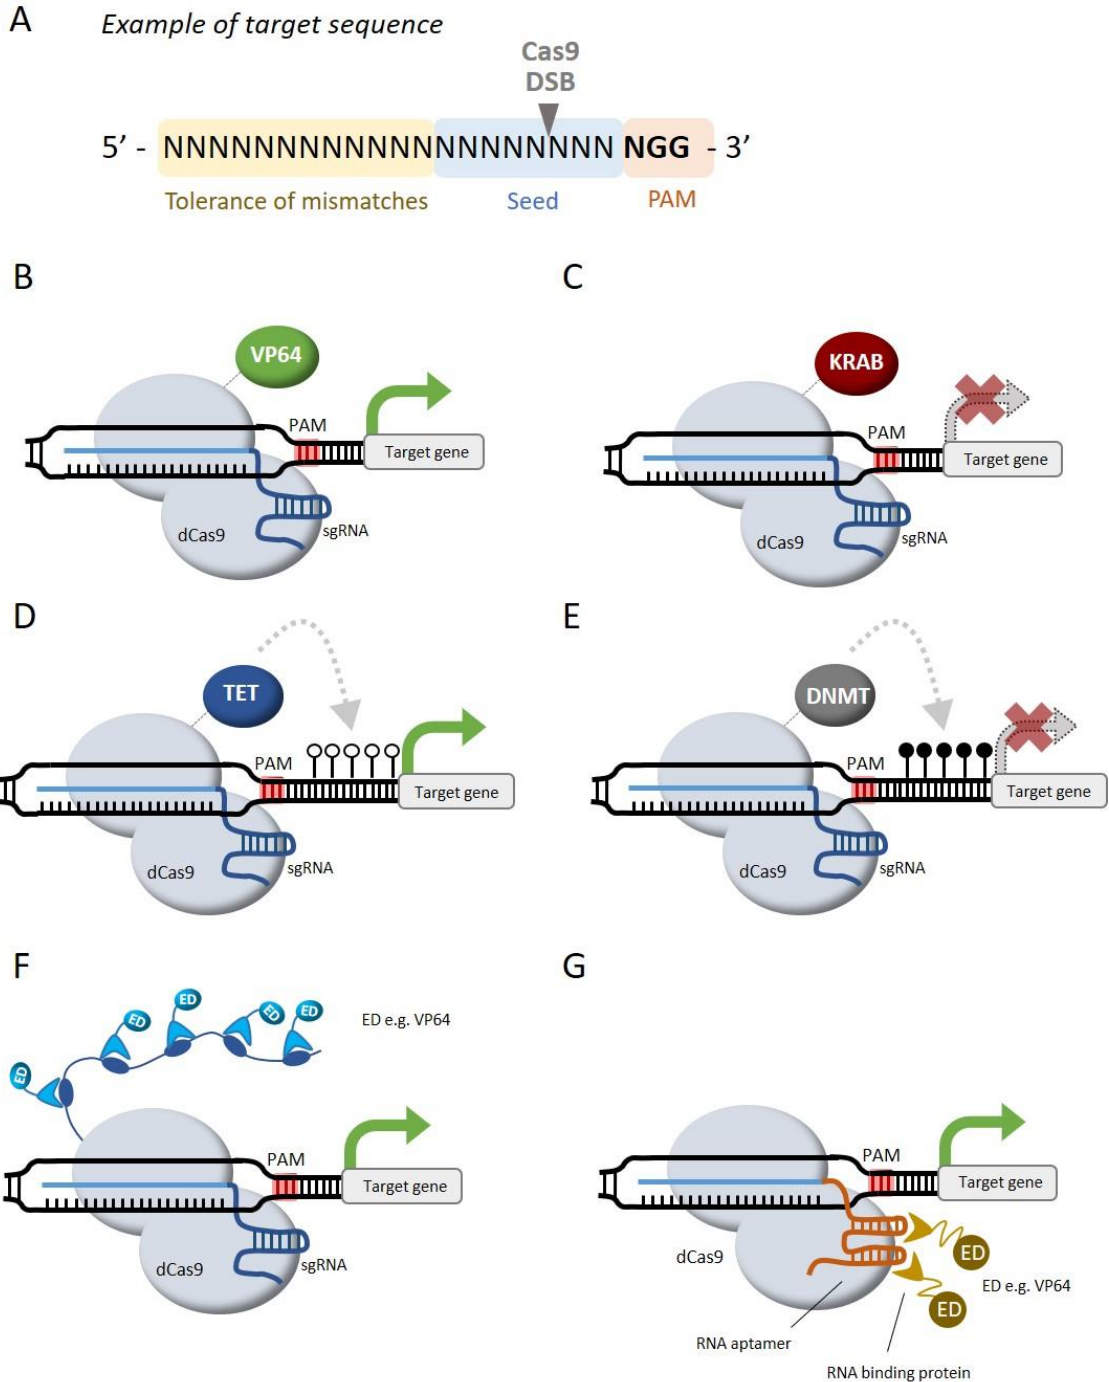 A
Example of target sequence
Cas9
DSB
5’ - NNNNNNNNNNNNNNNNNNNN NGG - 3’
Tolerance of mismatches
Seed
PAM
B
VP64
PAM
Target gene
dCas9
sgRNA
C
KRAB
PAM
Target gene
dCas9
sgRNA
D
TET
PAM
Target gene
dCas9
sgRNA
E
DNMT
PAM
Target gene
dCas9
sgRNA
F
ED
ED
ED
ED
ED
ED e.g. VP64
PAM
Target gene
dCas9
sgRNA
G
PAM
Target gene
dCas9
ED
ED e.g. VP64
ED
RNA aptamer
RNA binding protein